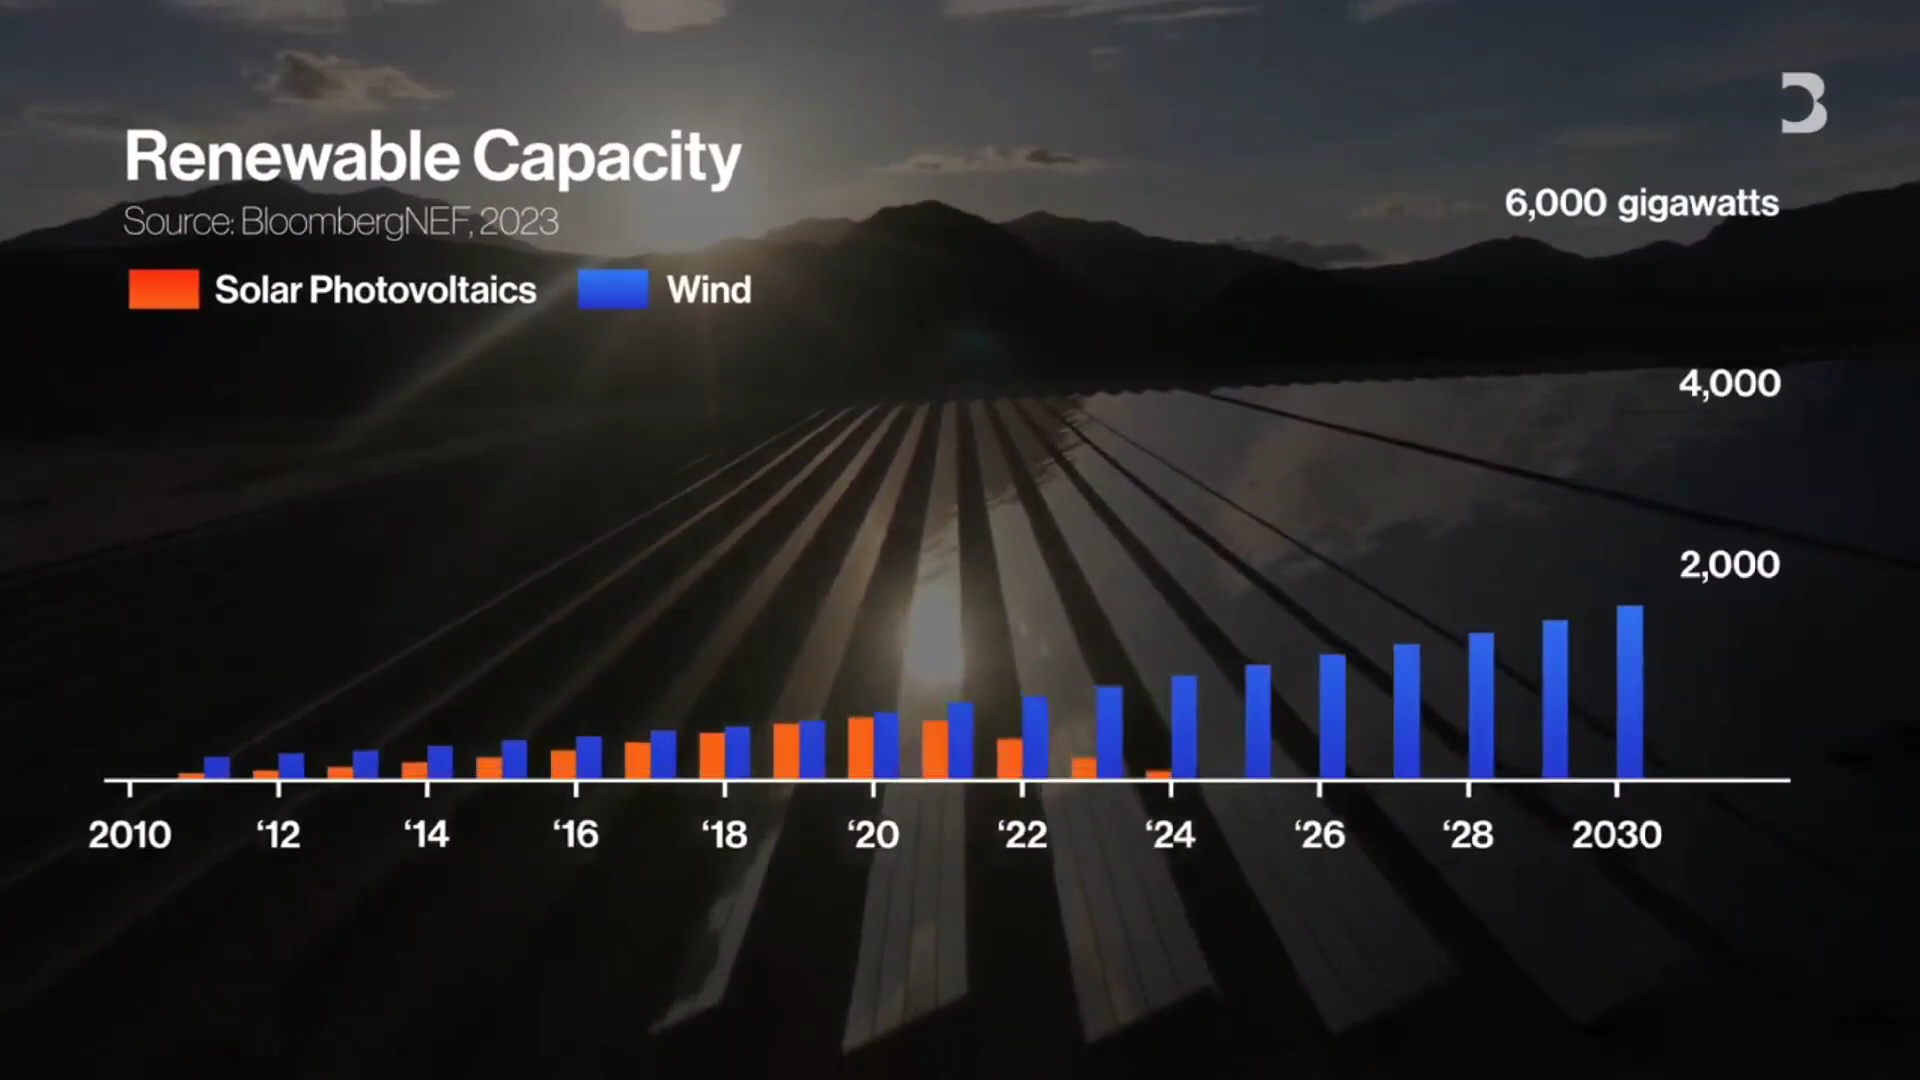 Renewable Capacity
Source: BloombergNEF, 2023
Solar Photovoltaics Wind
6,000 gigawatts
4,000
2,000
2010 ‘12 ‘14 ‘16 ‘18 ‘20 ‘22 ‘24 ‘26 ‘28 2030